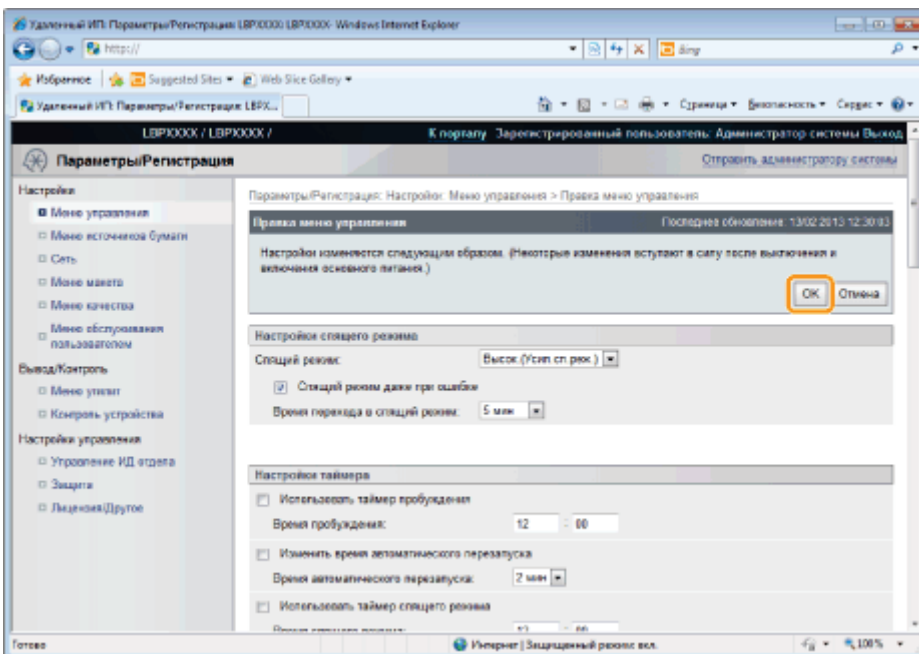 Удаленный ИП: Параметры/Регистрация: LBPXXXX: LBPXXXX- Windows Internet Explorer
http://
Bing
Избранное Suggested Sites Web Slice Gallery
Удаленный ИП: Параметры/Регистрация: LBPX... Страница Безопасность Сервис
LBPXXXX / LBPXXXX / К порталу Зарегистрированный пользователь: Администратор системы Выход
Параметры/Регистрация Отправить администратору системы
Настройки
Параметры/Регистрация: Настройки: Меню управления > Правка меню управления
Меню управления
Правка меню управления Последнее обновление: 13/02 2013 12:30:03
Меню источников бумаги
Настройки изменяются следующим образом. (Некоторые изменения вступают в силу после выключения и
включения основного питания.)
Сеть
Меню макета
OK Отмена
Меню качества
Меню обслуживания
пользователем
Настройки спящего режима
Спящий режим: Высок.(Усип сп реж.)
Вывод/Контроль
Спящий режим даже при ошибке
Меню утилит
Время перехода в спящий режим: 5 мин
Контроль устройства
Настройки управления
Управление ИД отдела
Настройки таймера
Защита
Использовать таймер пробуждения
Лицензия/Другое
Время пробуждения: 12 : 00
Изменить время автоматического перезапуска
Время автоматического перезапуска: 2 мин
Использовать таймер спящего режима
Готово Интернет | Защищенный режим: вкл. 100%